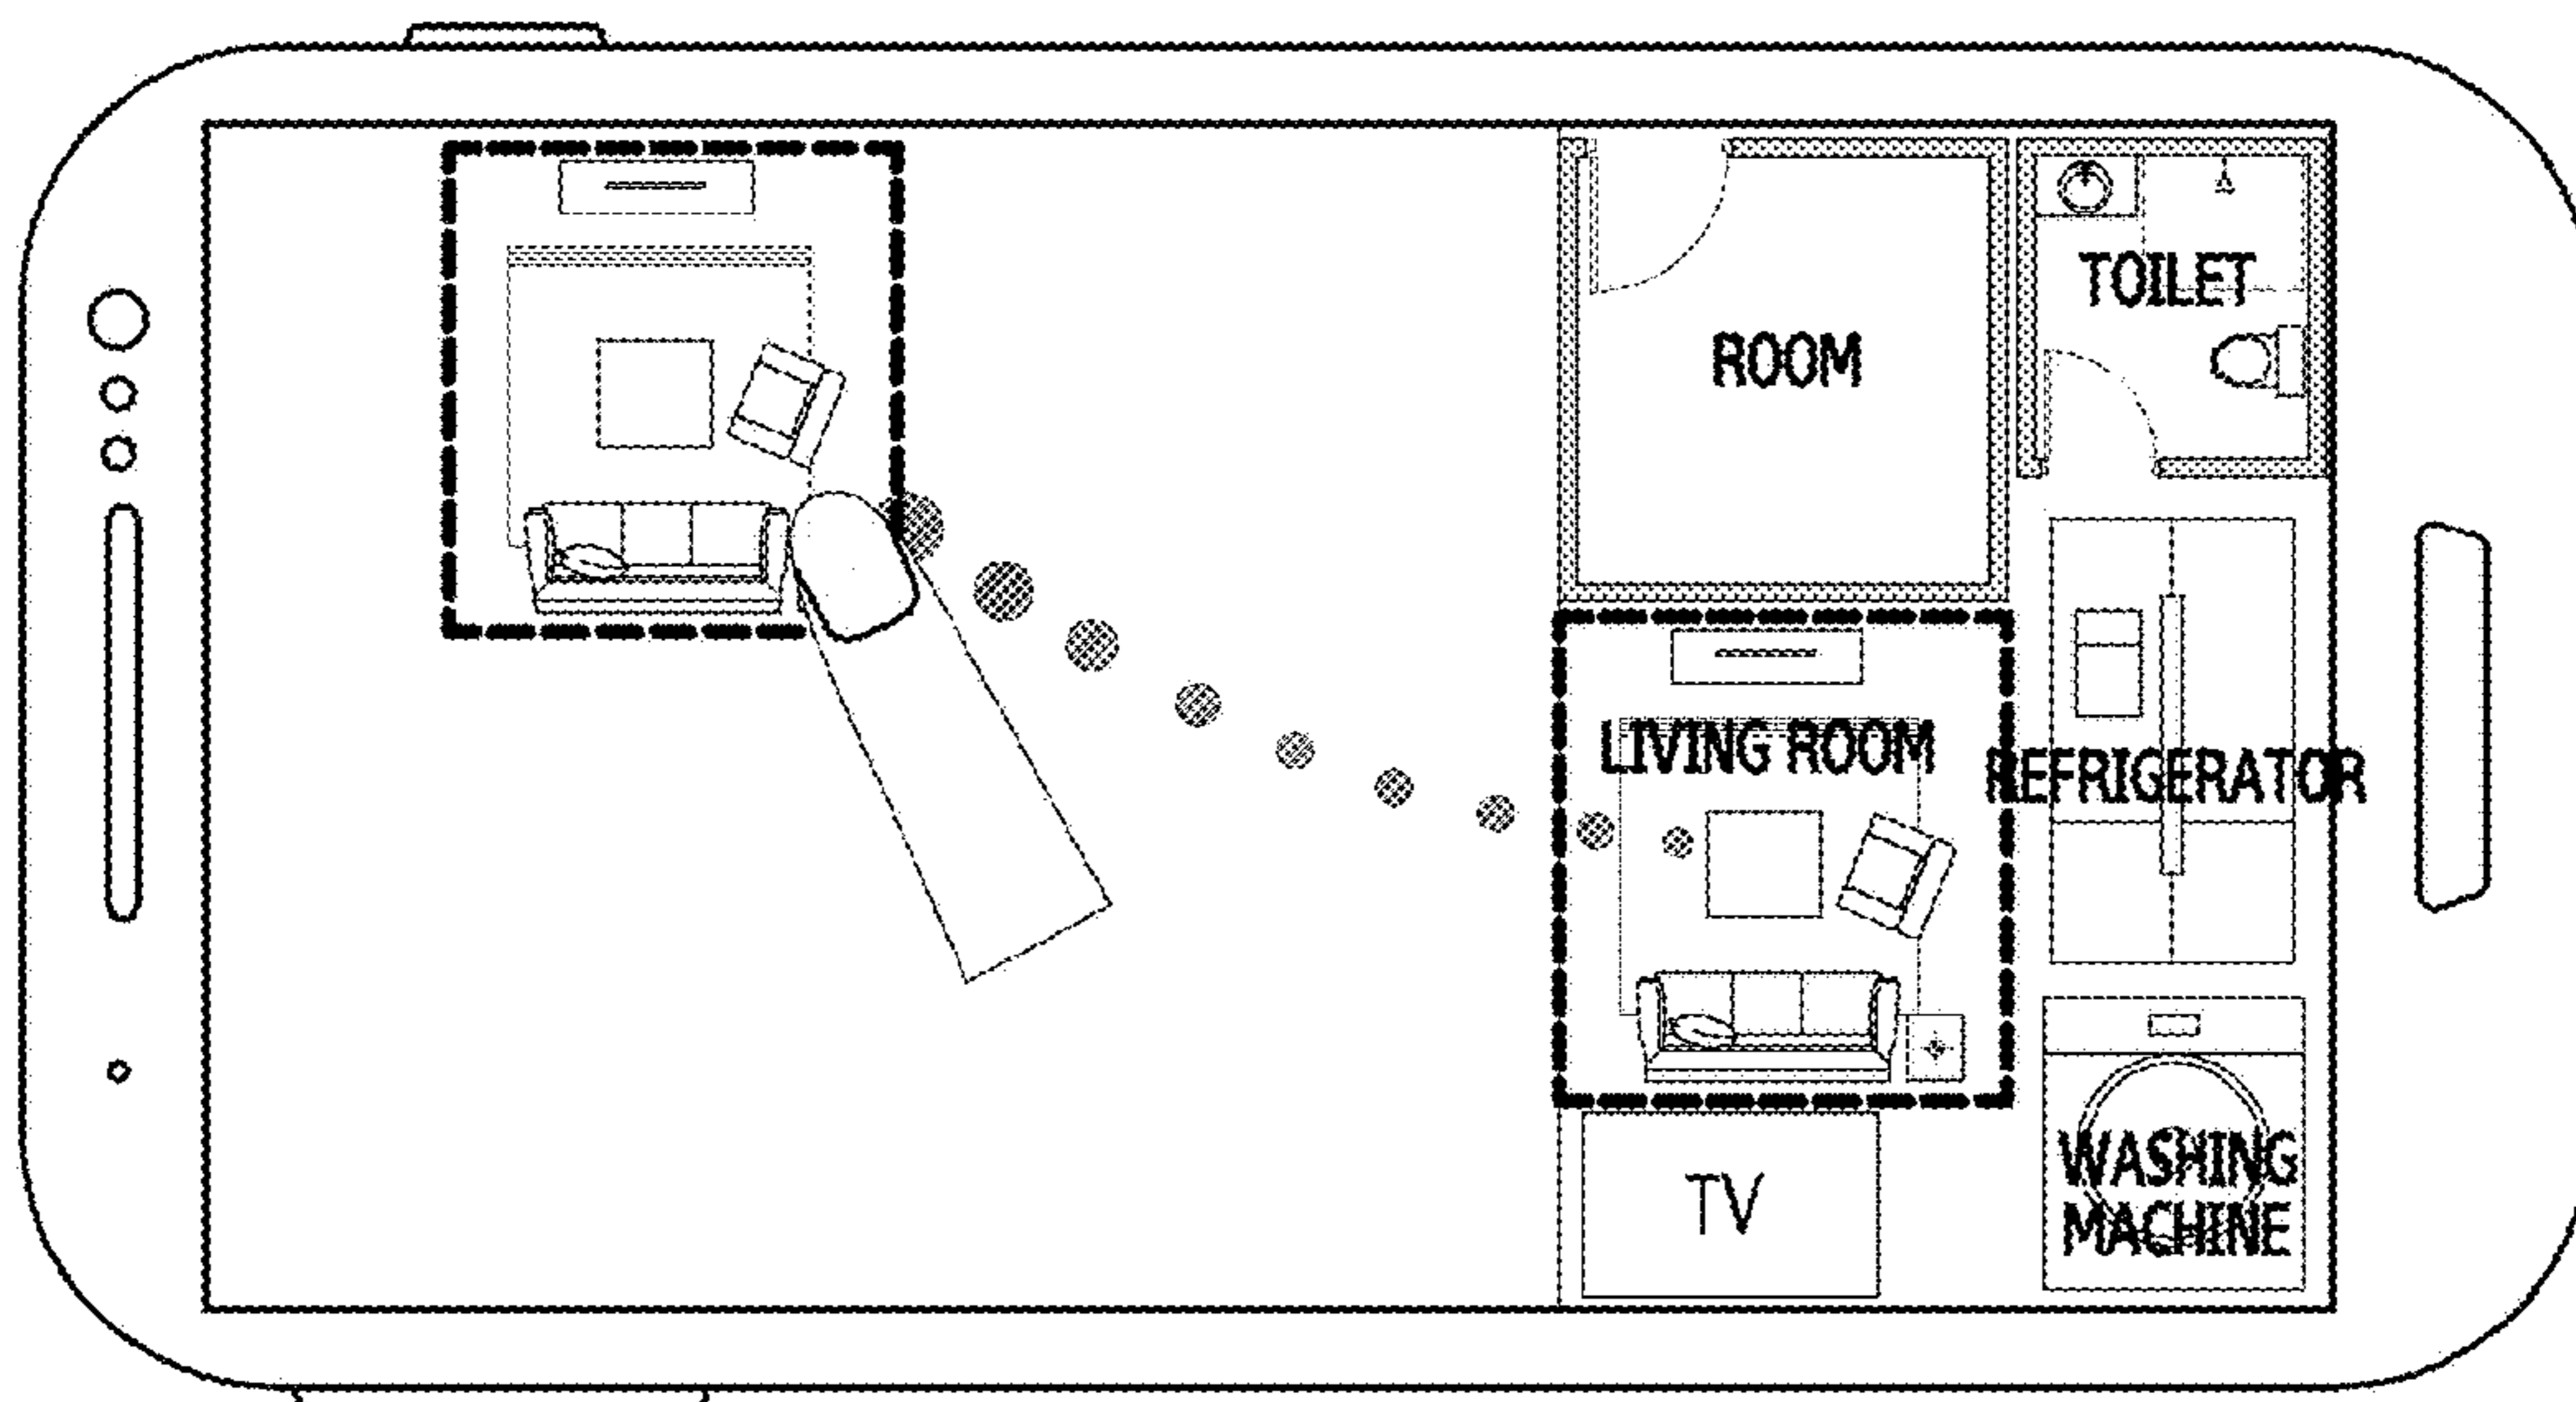 TOILET
ROOM
LIVING ROOM
REFRIGERATOR
TV
WASHING
MACHINE